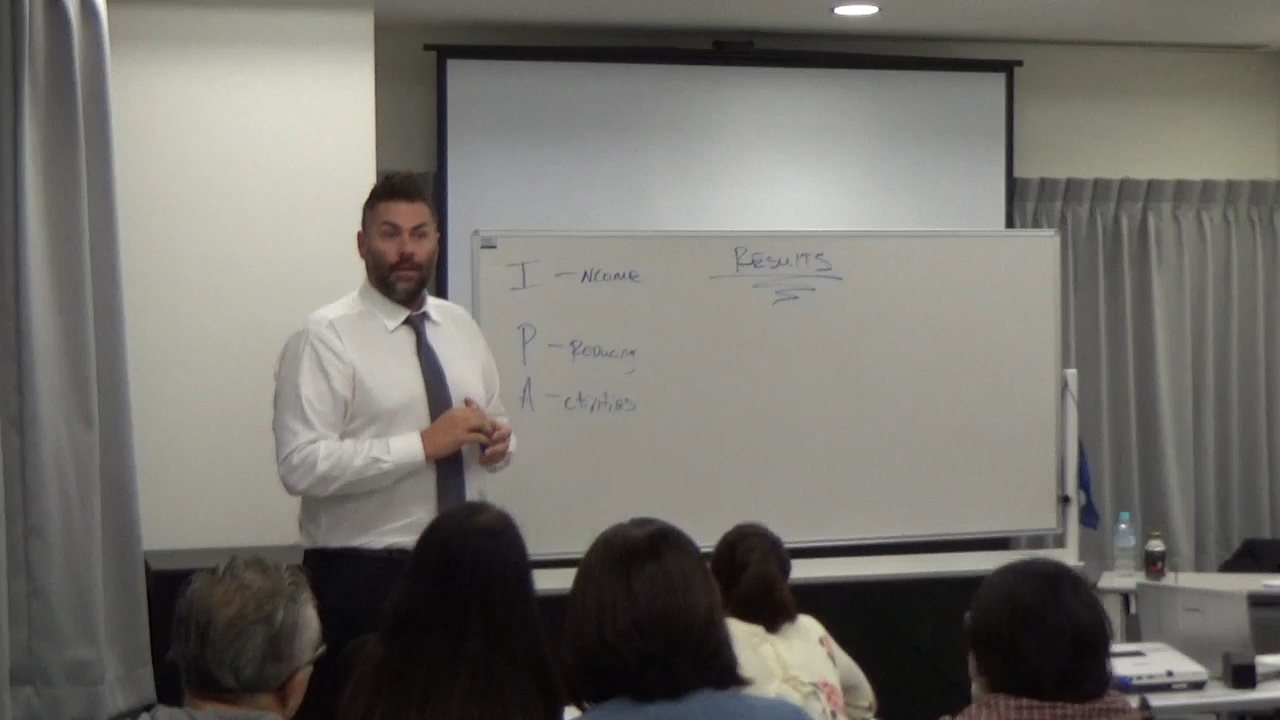 I - NCOME
RESULTS
P - RODUCING
A - ctivities